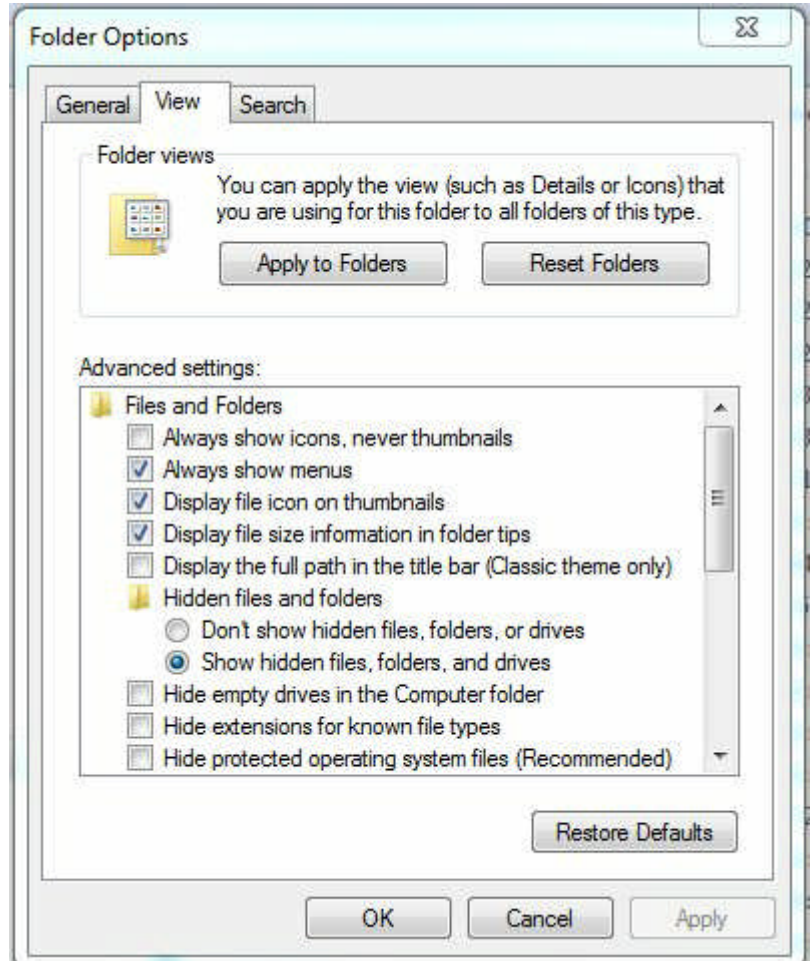 Folder Options
General
View
Search
Folder views
You can apply the view (such as Details or Icons) that
you are using for this folder to all folders of this type.
Apply to Folders
Reset Folders
Advanced settings:
Files and Folders
Always show icons, never thumbnails
Always show menus
Display file icon on thumbnails
Display file size information in folder tips
Display the full path in the title bar (Classic theme only)
Hidden files and folders
Don't show hidden files, folders, or drives
Show hidden files, folders, and drives
Hide empty drives in the Computer folder
Hide extensions for known file types
Hide protected operating system files (Recommended)
Restore Defaults
OK
Cancel
Apply